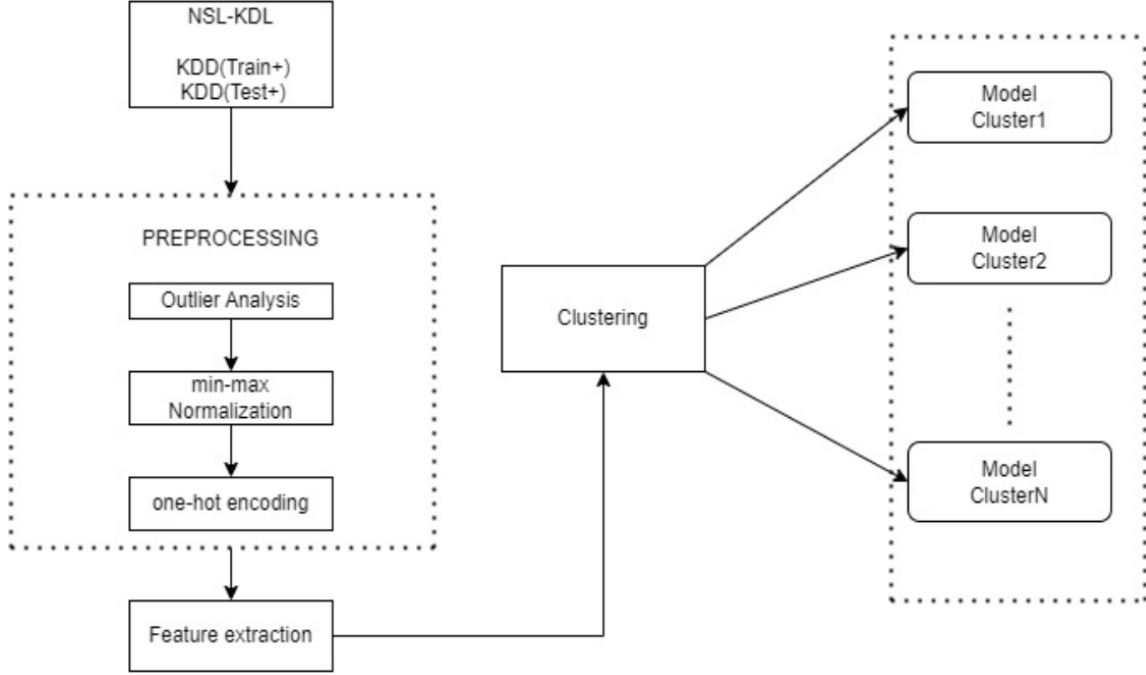 NSL-KDL
KDD(Train+)
KDD(Test+)
PREPROCESSING
Outlier Analysis
min-max
Normalization
one-hot encoding
Feature extraction
Clustering
Model
Cluster1
Model
Cluster2
Model
ClusterN